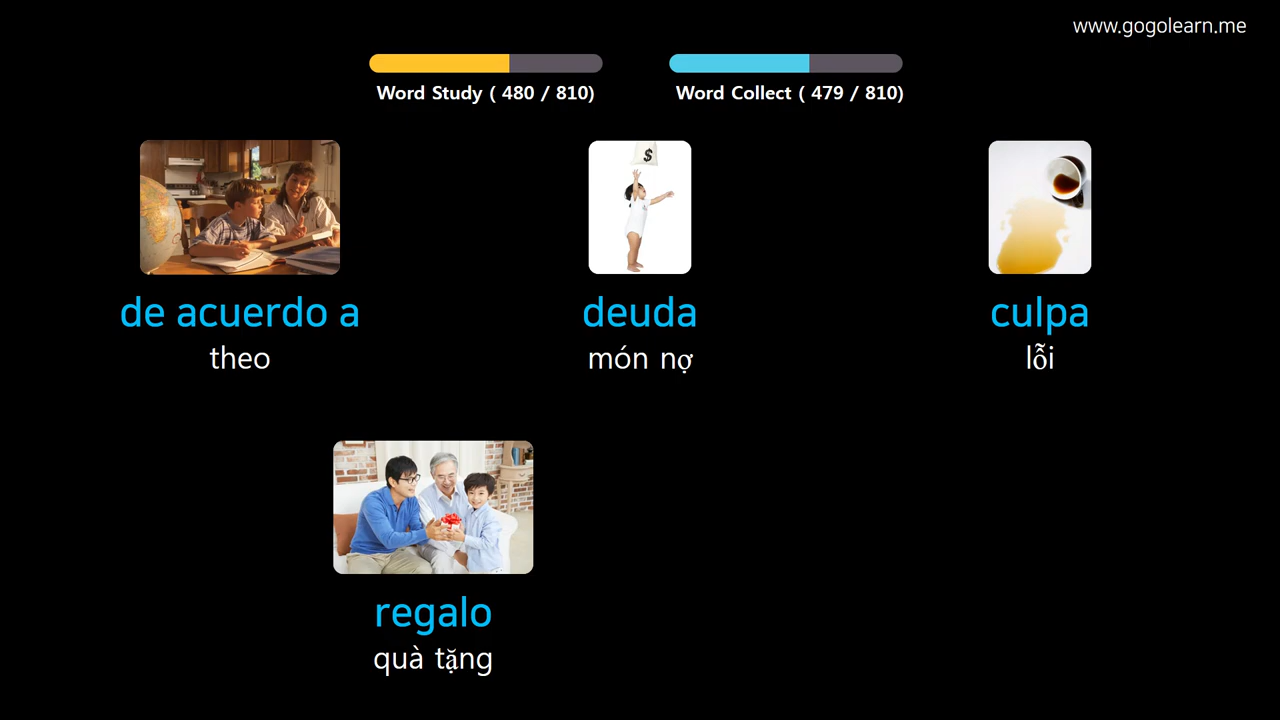 www.gogolearn.me
Word Study ( 480 / 810)
Word Collect ( 479 / 810)
$
de acuerdo a
theo
deuda
món nợ
culpa
lỗi
regalo
quà tặng